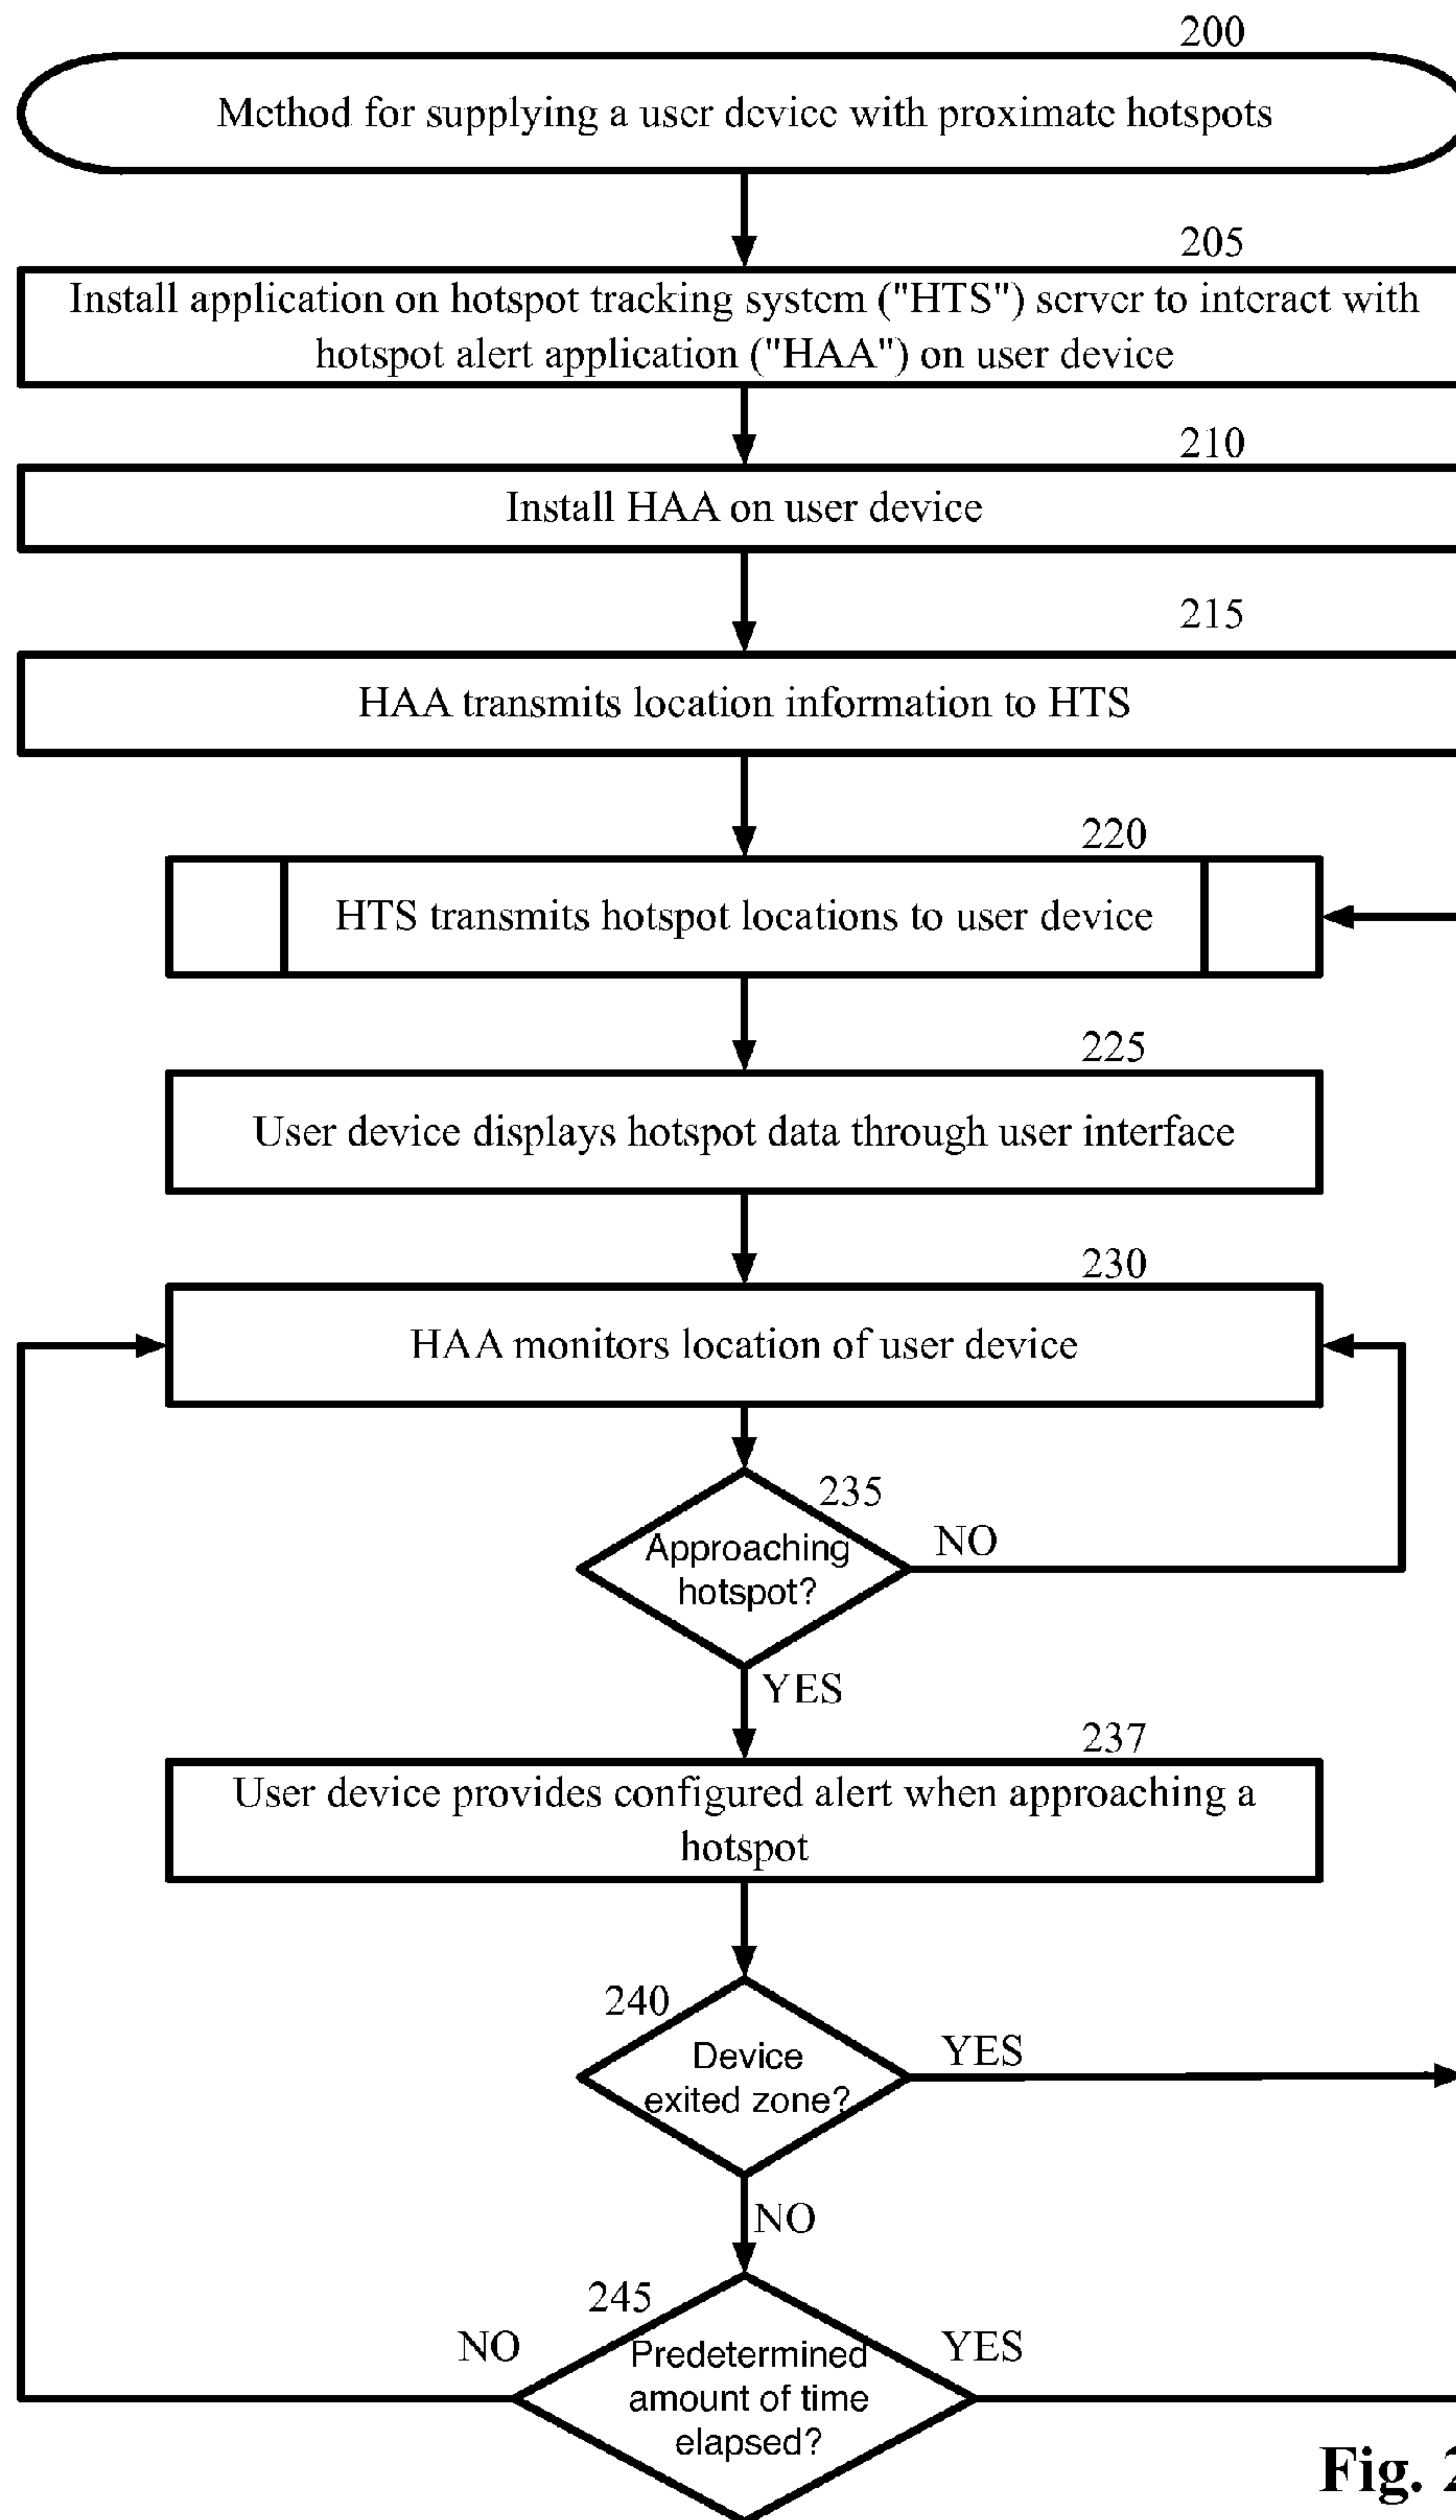 200
Method for supplying a user device with proximate hotspots
205
Install application on hotspot tracking system ("HTS") server to interact with
hotspot alert application ("HAA") on user device
210
Install HAA on user device
215
HAA transmits location information to HTS
220
HTS transmits hotspot locations to user device
225
User device displays hotspot data through user interface
230
HAA monitors location of user device
235
Approaching
hotspot?
NO
YES
237
User device provides configured alert when approaching a
hotspot
240
Device
exited zone?
YES
NO
245
NO
Predetermined
amount of time
elapsed?
YES
Fig. 2